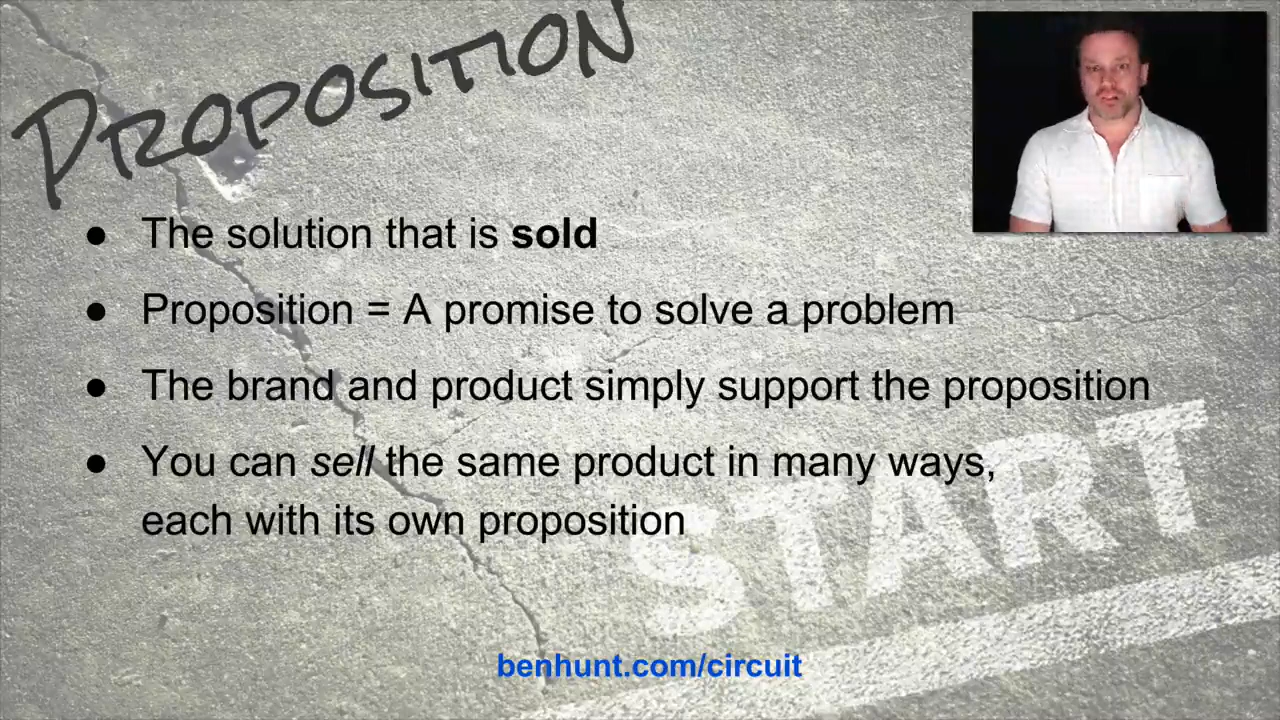 PROPOSITION
● The solution that is sold
● Proposition = A promise to solve a problem
● The brand and product simply support the proposition
● You can sell the same product in many ways,
each with its own proposition
START
benhunt.com/circuit